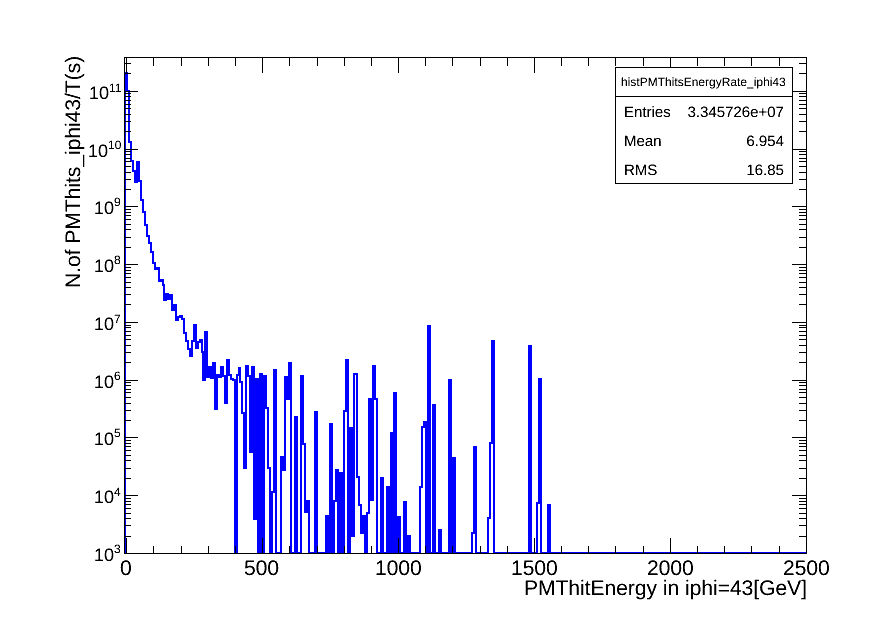 histPMThitsEnergyRate_iphi43
Entries 3.345726e+07
Mean 6.954
RMS 16.85
N.of PMThits_iphi43/T(s)
10¹¹
10¹⁰
10⁹
10⁸
10⁷
10⁶
10⁵
10⁴
10³
0 500 1000 1500 2000 2500
PMThitEnergy in iphi=43[GeV]